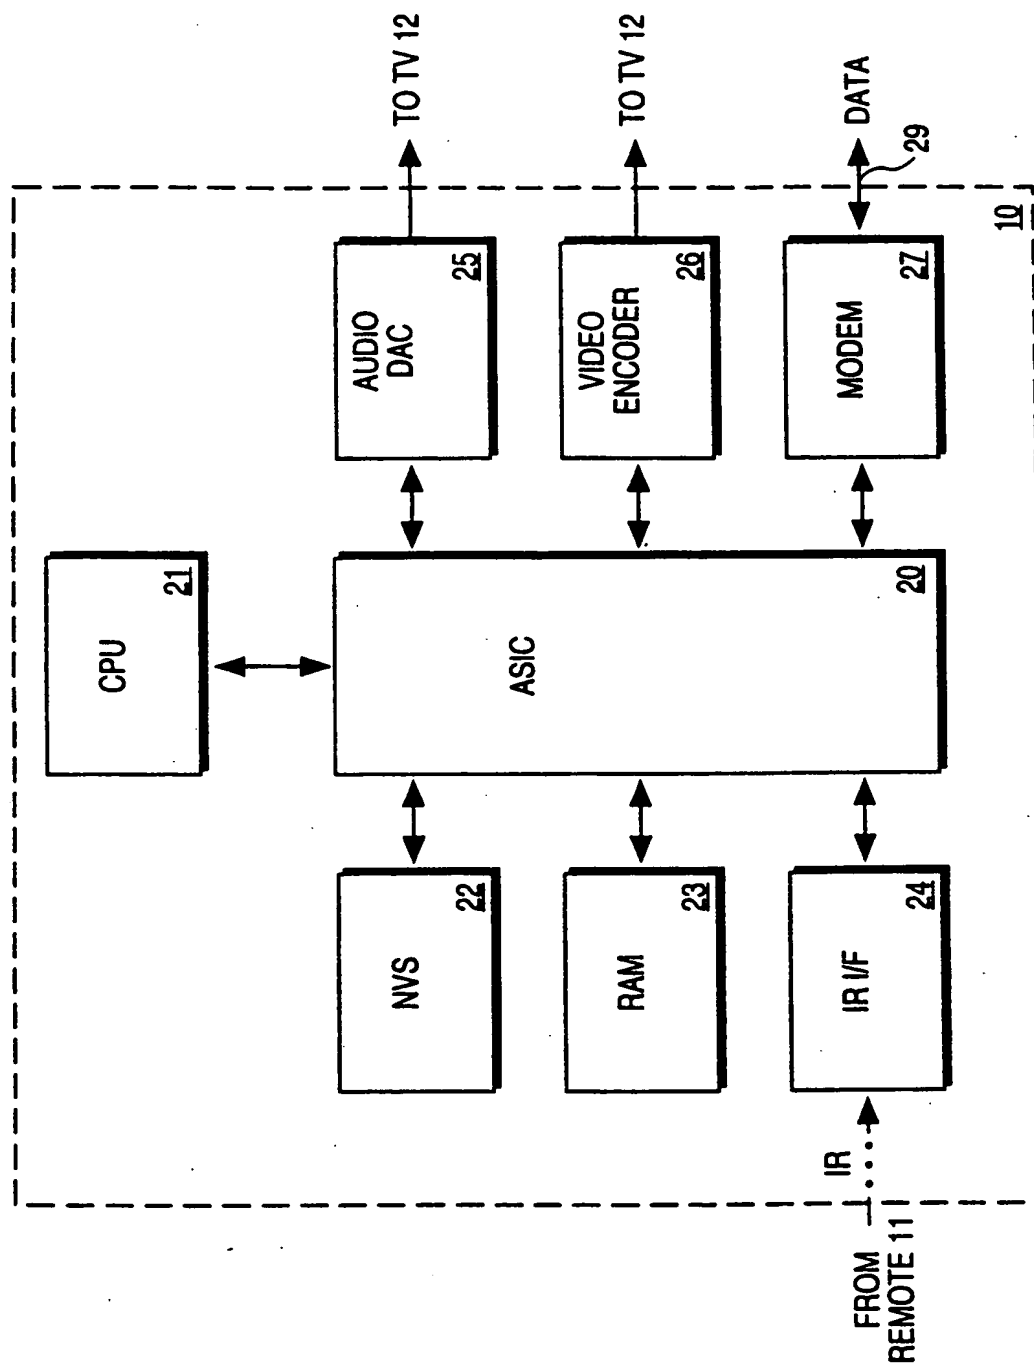 CPU
21
NVS
22
ASIC
20
AUDIO
DAC
25
TO TV 12
RAM
23
VIDEO
ENCODER
26
TO TV 12
FROM
REMOTE 11
IR
IR I/F
24
MODEM
27
DATA
29
10